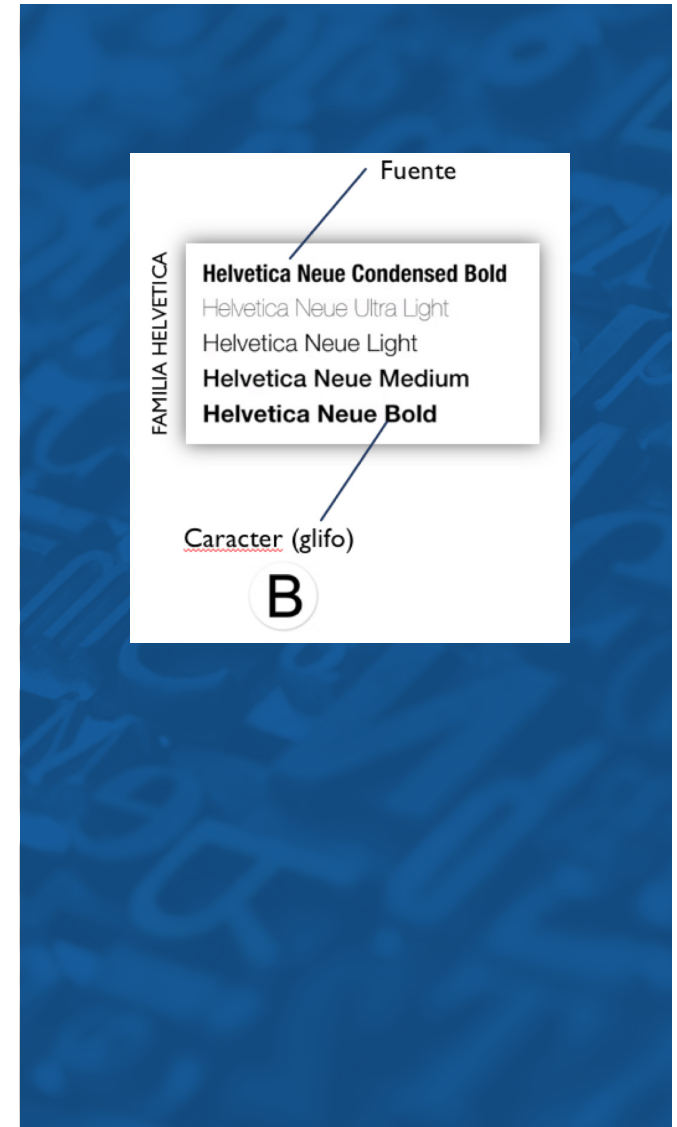 Fuente
FAMILIA HELVETICA
Helvetica Neue Condensed Bold
Helvetica Neue Ultra Light
Helvetica Neue Light
Helvetica Neue Medium
Helvetica Neue Bold
Caracter (glifo)
B